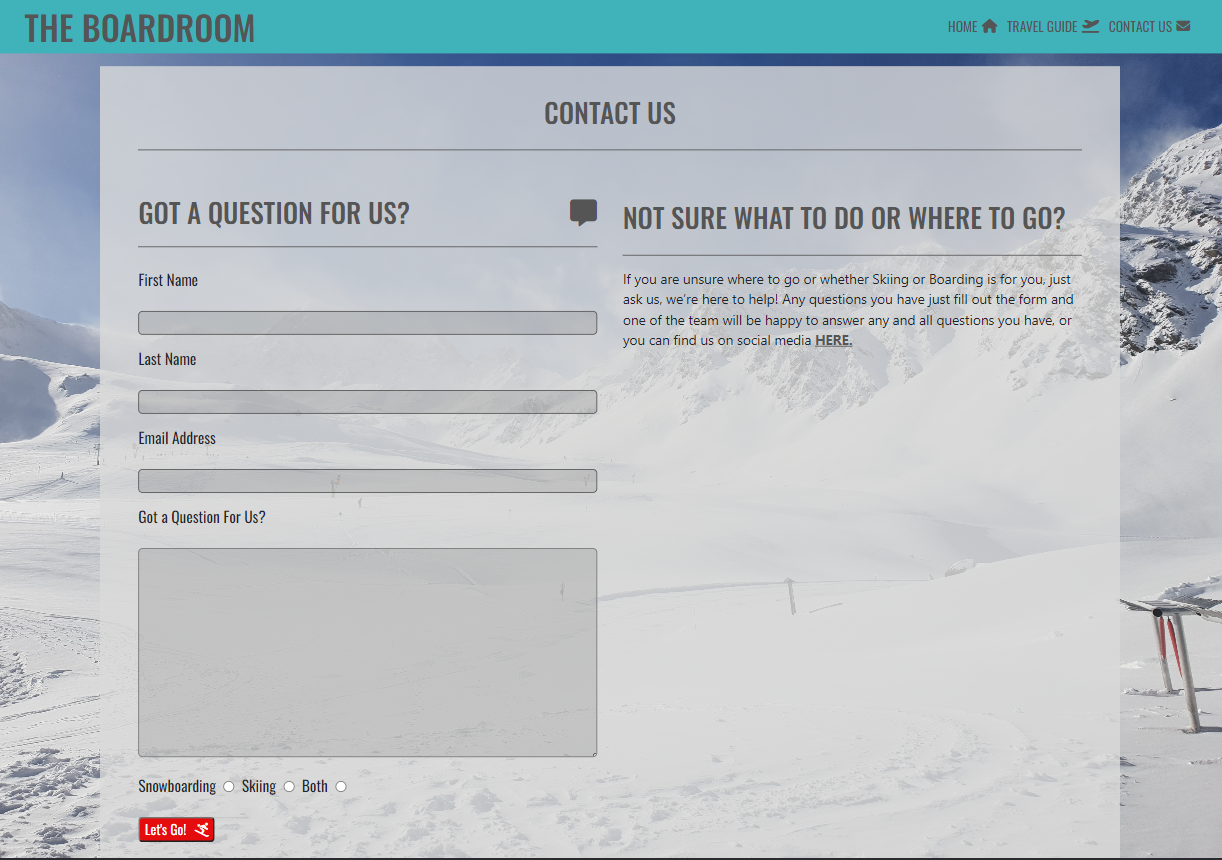 THE BOARDROOM
HOME
TRAVEL GUIDE
CONTACT US
CONTACT US
GOT A QUESTION FOR US?
First Name
Last Name
Email Address
Got a Question For Us?
Snowboarding Skiing Both
Let's Go!
NOT SURE WHAT TO DO OR WHERE TO GO?
If you are unsure where to go or whether Skiing or Boarding is for you, just
ask us, we're here to help! Any questions you have just fill out the form and
one of the team will be happy to answer any and all questions you have, or
you can find us on social media HERE.